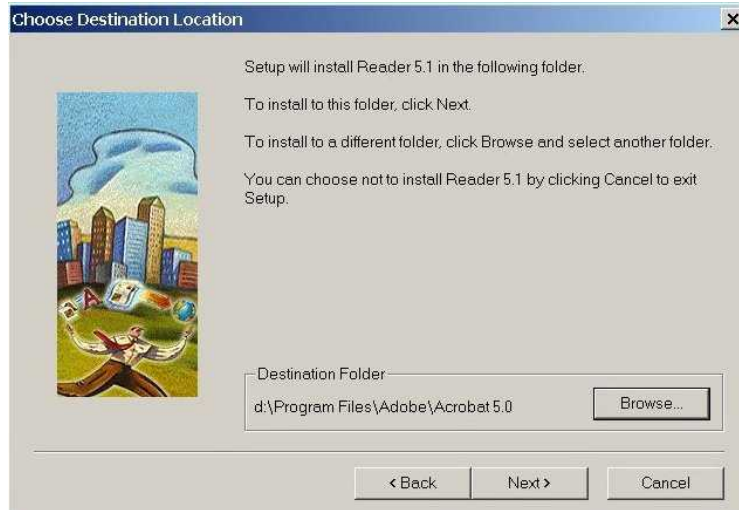 Choose Destination Location
Setup will install Reader 5.1 in the following folder.
To install to this folder, click Next.
To install to a different folder, click Browse and select another folder.
You can choose not to install Reader 5.1 by clicking Cancel to exit
Setup.
A
Destination Folder
d:\Program Files\Adobe\Acrobat 5.0
Browse...
< Back
Next >
Cancel